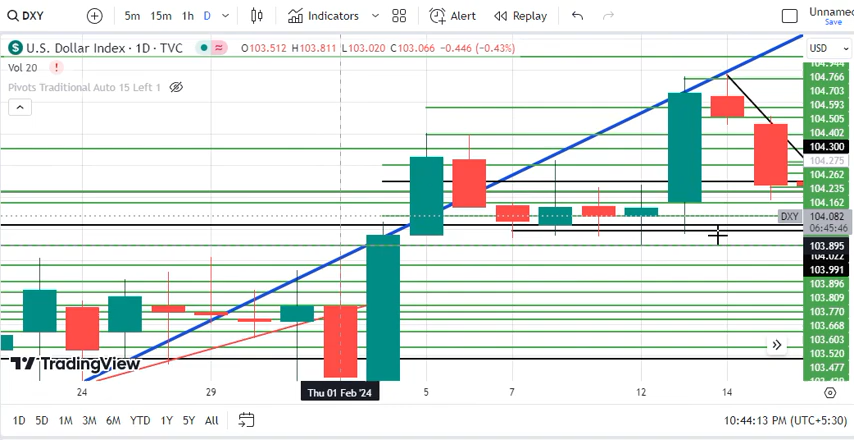 DXY 5m 15m 1h D Indicators Alert Replay Unnamed
Save
U.S. Dollar Index · 1D · TVC O103.512 H103.811 L103.020 C103.066 -0.446 (-0.43%) USD
Vol 20 !
Pivots Traditional Auto 15 Left 1
104.766
104.703
104.593
104.505
104.402
104.300
104.275
104.262
104.235
104.162
DXY 104.082
06:45:46
103.895
104.022
103.991
103.896
103.809
103.770
103.668
103.603
103.520
103.477
TradingView
24 29 Thu 01 Feb '24 5 7 12 14
1D 5D 1M 3M 6M YTD 1Y 5Y All 10:44:13 PM (UTC+5:30)